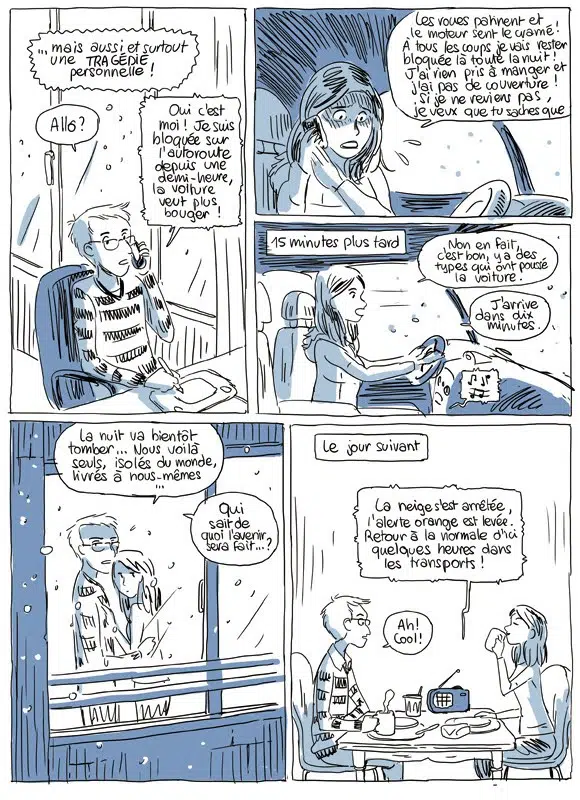 ... mais aussi et surtout
une TRAGÉDIE
personnelle !
Allô ?
Oui c'est
moi ! Je suis
bloquée sur
l'autoroute
depuis une
demi-heure,
la voiture
veut plus
bouger !
Les roues patinent et
le moteur sent le cramé !
À tous les coups je vais rester
bloquée là toute la nuit !
J'ai rien pris à manger et
j'ai pas de couverture !
Si je ne reviens pas,
je veux que tu saches que
15 minutes plus tard
Non en fait,
c'est bon, y a des
types qui ont poussé
la voiture.
J'arrive
dans dix
minutes.
La nuit va bientôt
tomber... Nous voilà
seuls, isolés du monde,
livrés à nous-mêmes
...
Qui
sait de
quoi l'avenir
sera fait...?
Le jour suivant
La neige s'est arrêtée,
l'alerte orange est levée.
Retour à la normale d'ici
quelques heures dans
les transports !
Ah!
Cool!